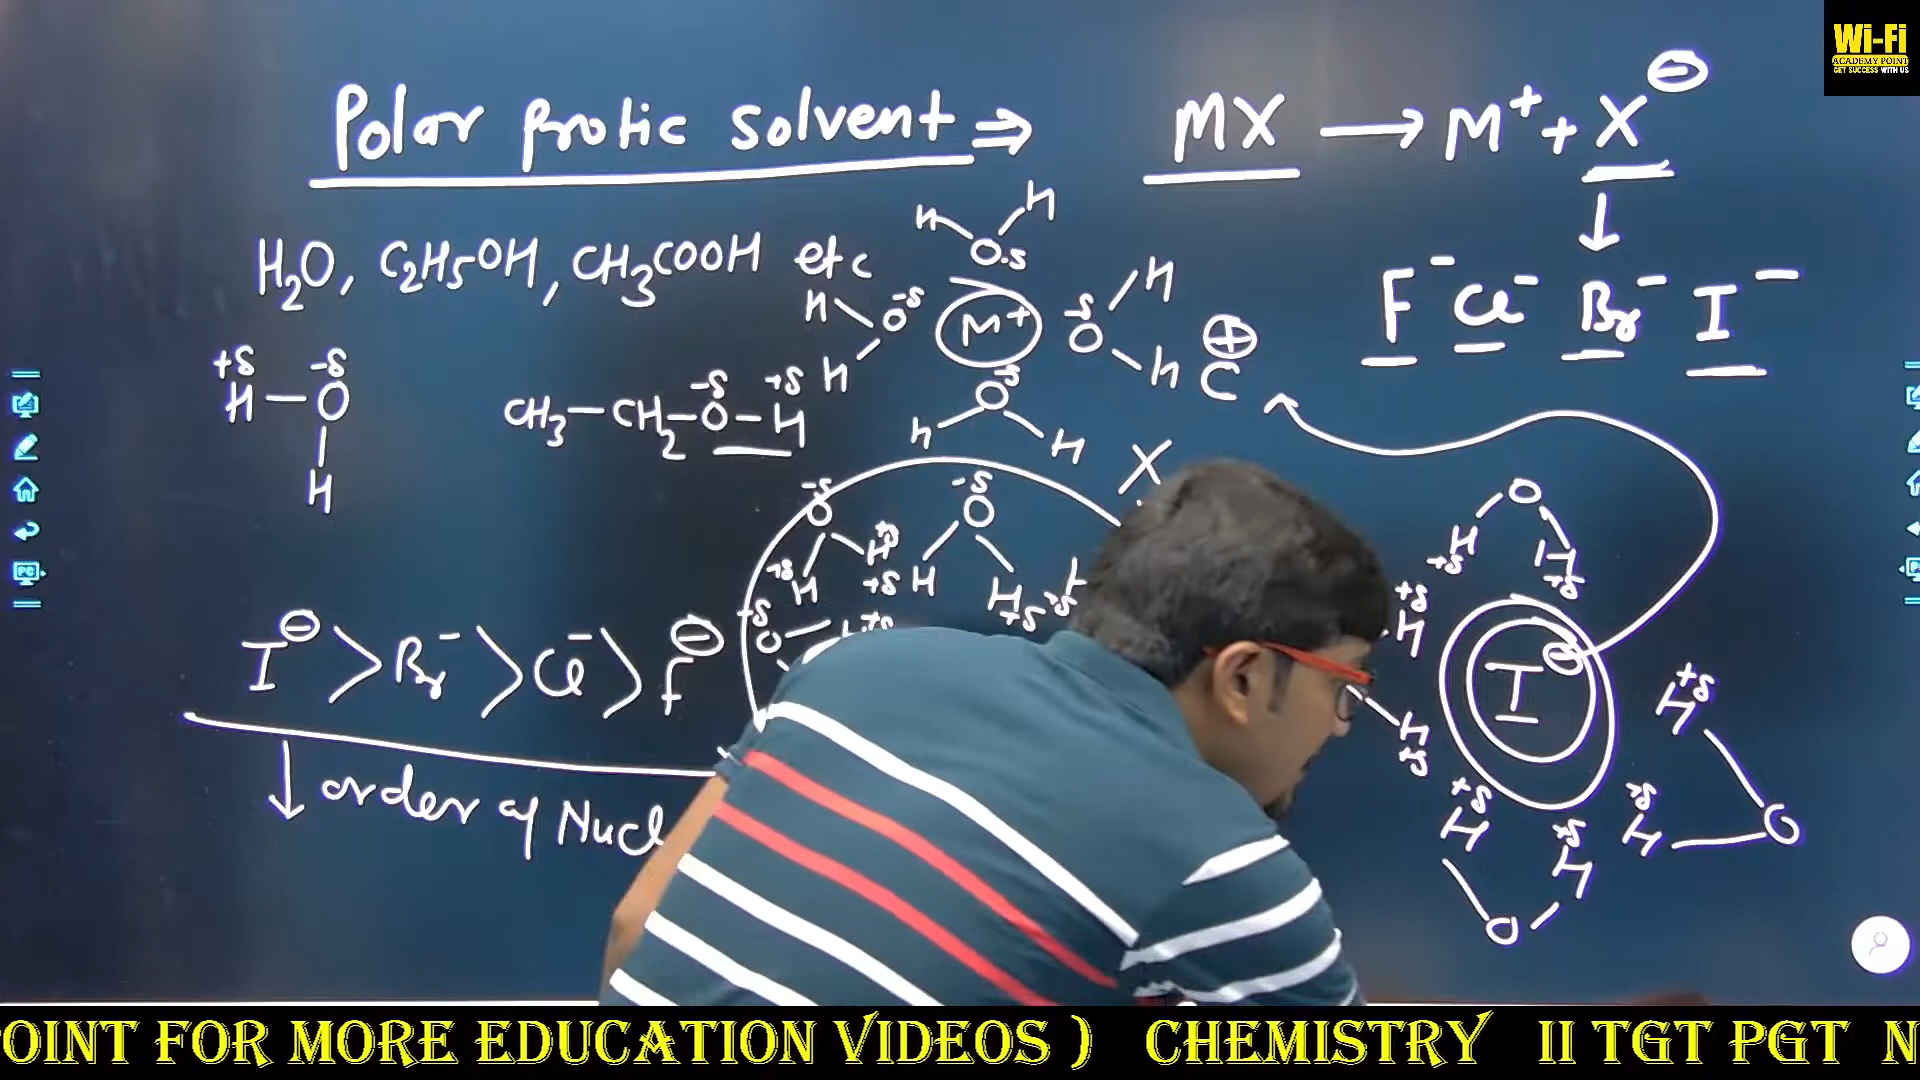 Wi-Fi
ACADEMY POINT
GET SUCCESS WITH US
Polar Protic solvent ⇒
MX → M⁺ + X⊖
↓
H₂O, C₂H₅OH, CH₃COOH etc
F⁻ Cl⁻ Br⁻ I⁻
+δ -δ
H—O
H
-δ +δ
CH₃—CH₂—O—H
H H
O-δ
H O-δ H
M⁺
-δ O H H
O-δ
H H
⊕
C
X
-δ
O
+δ H H +δ
-δ
O
+δ H H +δ
+δ
O
+δ
I⊖ > Br⁻ > Cl⁻ > F⊖
↓ order of Nucl
O
H H
+δ +δ
+δ
H
H
+δ
I⊖
+δ
H
+δ
H
O
+δ
H
+δ
H
O
OINT FOR MORE EDUCATION VIDEOS ) CHEMISTRY II TGT PGT N